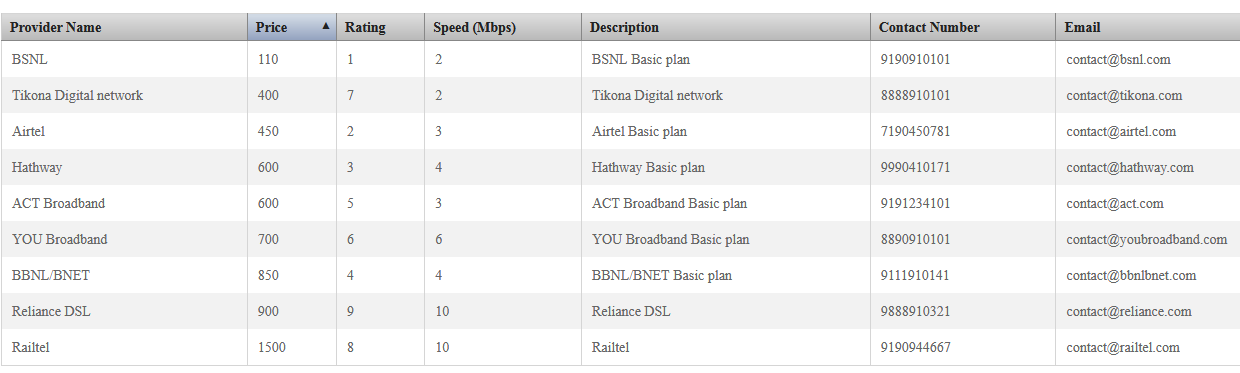 Provider Name Price ▲ Rating Speed (Mbps) Description Contact Number Email
BSNL 110 1 2 BSNL Basic plan 9190910101 contact@bsnl.com
Tikona Digital network 400 7 2 Tikona Digital network 8888910101 contact@tikona.com
Airtel 450 2 3 Airtel Basic plan 7190450781 contact@airtel.com
Hathway 600 3 4 Hathway Basic plan 9990410171 contact@hathway.com
ACT Broadband 600 5 3 ACT Broadband Basic plan 9191234101 contact@act.com
YOU Broadband 700 6 6 YOU Broadband Basic plan 8890910101 contact@youbroadband.com
BBNL/BNET 850 4 4 BBNL/BNET Basic plan 9111910141 contact@bbnlbnet.com
Reliance DSL 900 9 10 Reliance DSL 9888910321 contact@reliance.com
Railtel 1500 8 10 Railtel 9190944667 contact@railtel.com